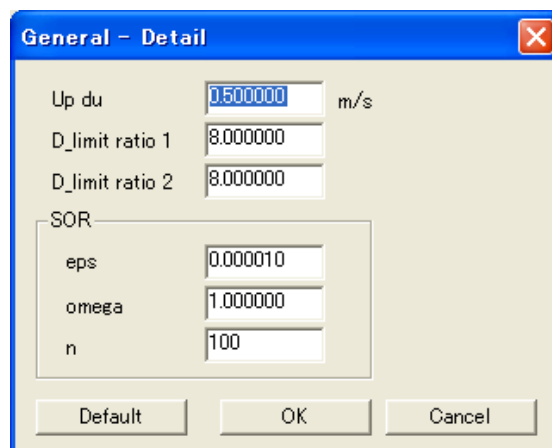 General - Detail
Up du 0.500000 m/s
D_limit ratio 1 8.000000
D_limit ratio 2 8.000000
SOR
eps 0.000010
omega 1.000000
n 100
Default OK Cancel